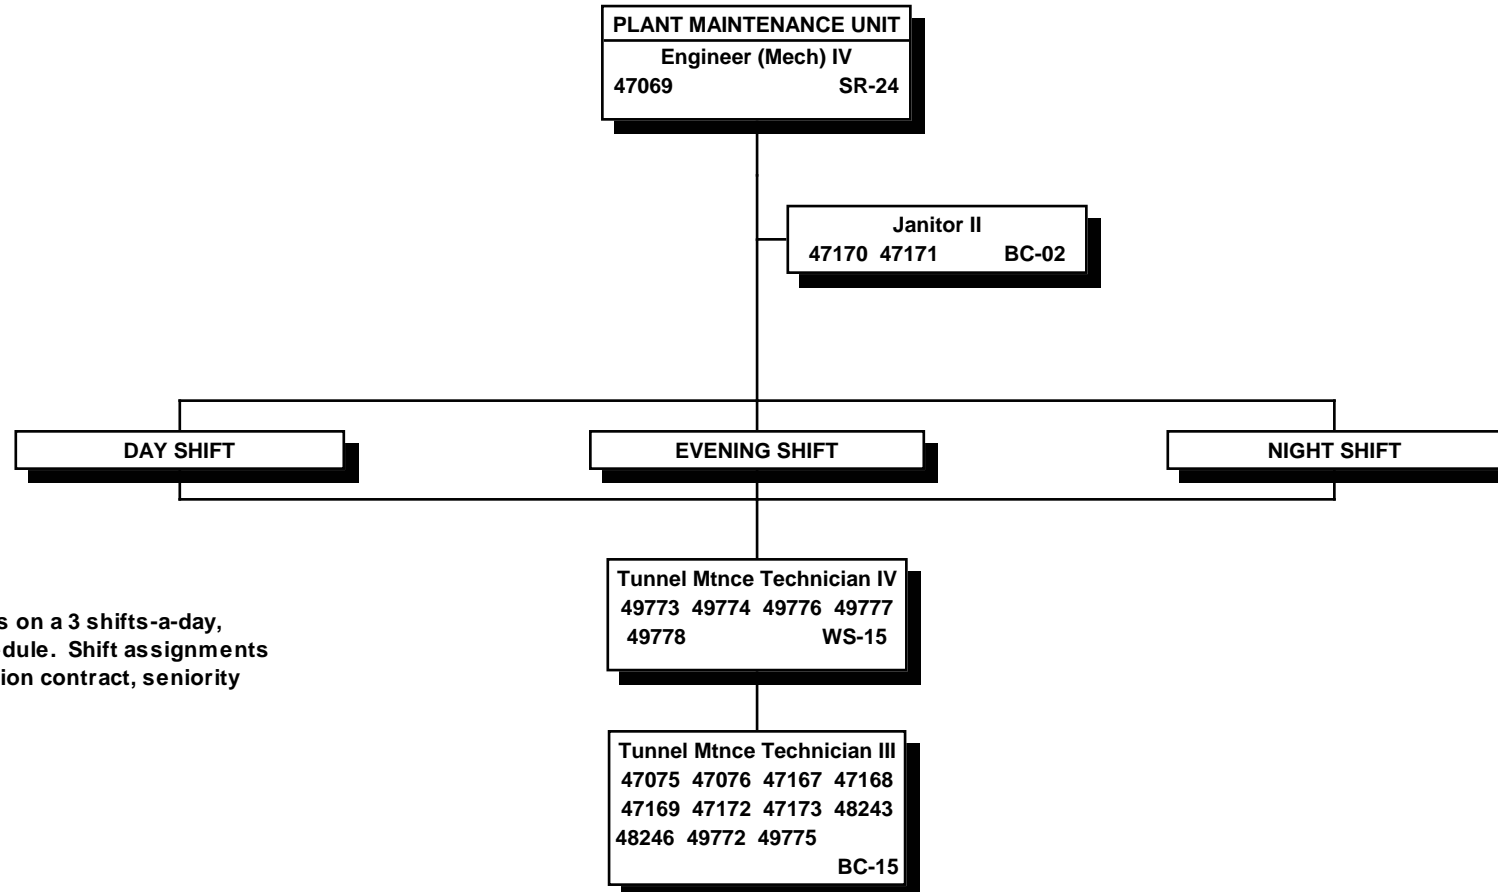 PLANT MAINTENANCE UNIT
Engineer (Mech) IV
47069 SR-24
Janitor II
47170 47171 BC-02
DAY SHIFT
EVENING SHIFT
NIGHT SHIFT
Tunnel Mtnce Technician IV
49773 49774 49776 49777
49778 WS-15
s on a 3 shifts-a-day,
dule. Shift assignments
ion contract, seniority
Tunnel Mtnce Technician III
47075 47076 47167 47168
47169 47172 47173 48243
48246 49772 49775
BC-15